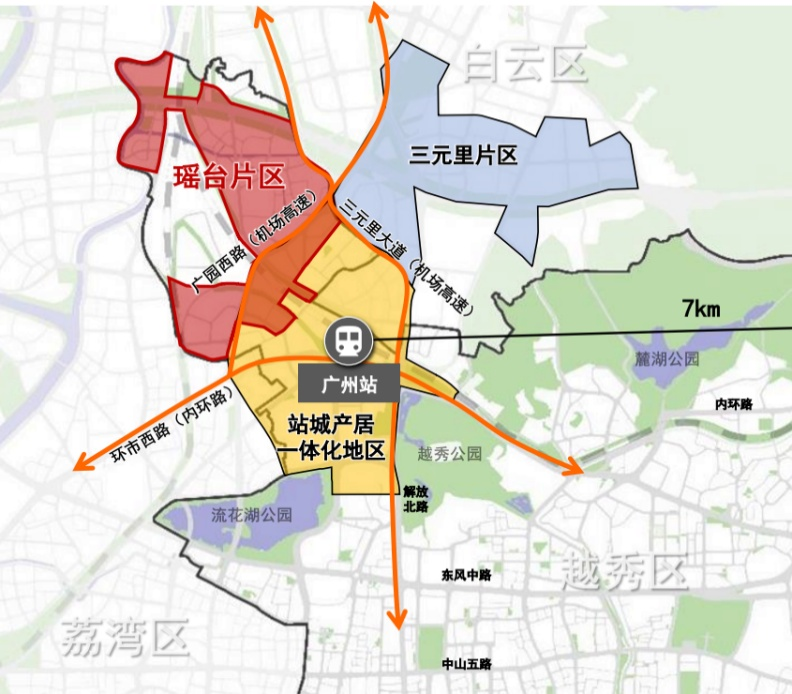 白云区
三元里片区
瑶台片区
广园西路（机场高速）
三元里大道（机场高速）
7km
麓湖公园
广州站
内环路
环市西路（内环路）
站城产居
一体化地区
越秀公园
解放
北路
流花湖公园
东风中路
越秀区
荔湾区
中山五路